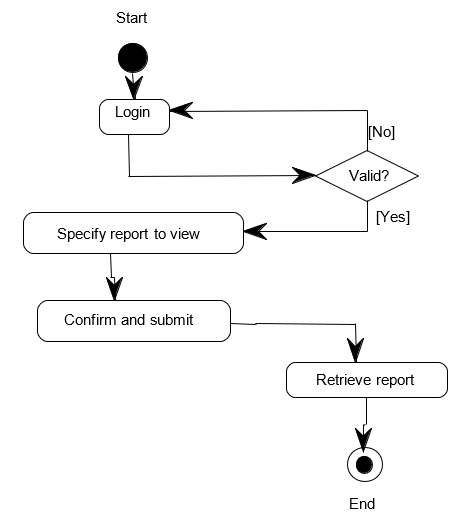 Start
Login
[No]
Valid?
[Yes]
Specify report to view
Confirm and submit
Retrieve report
End